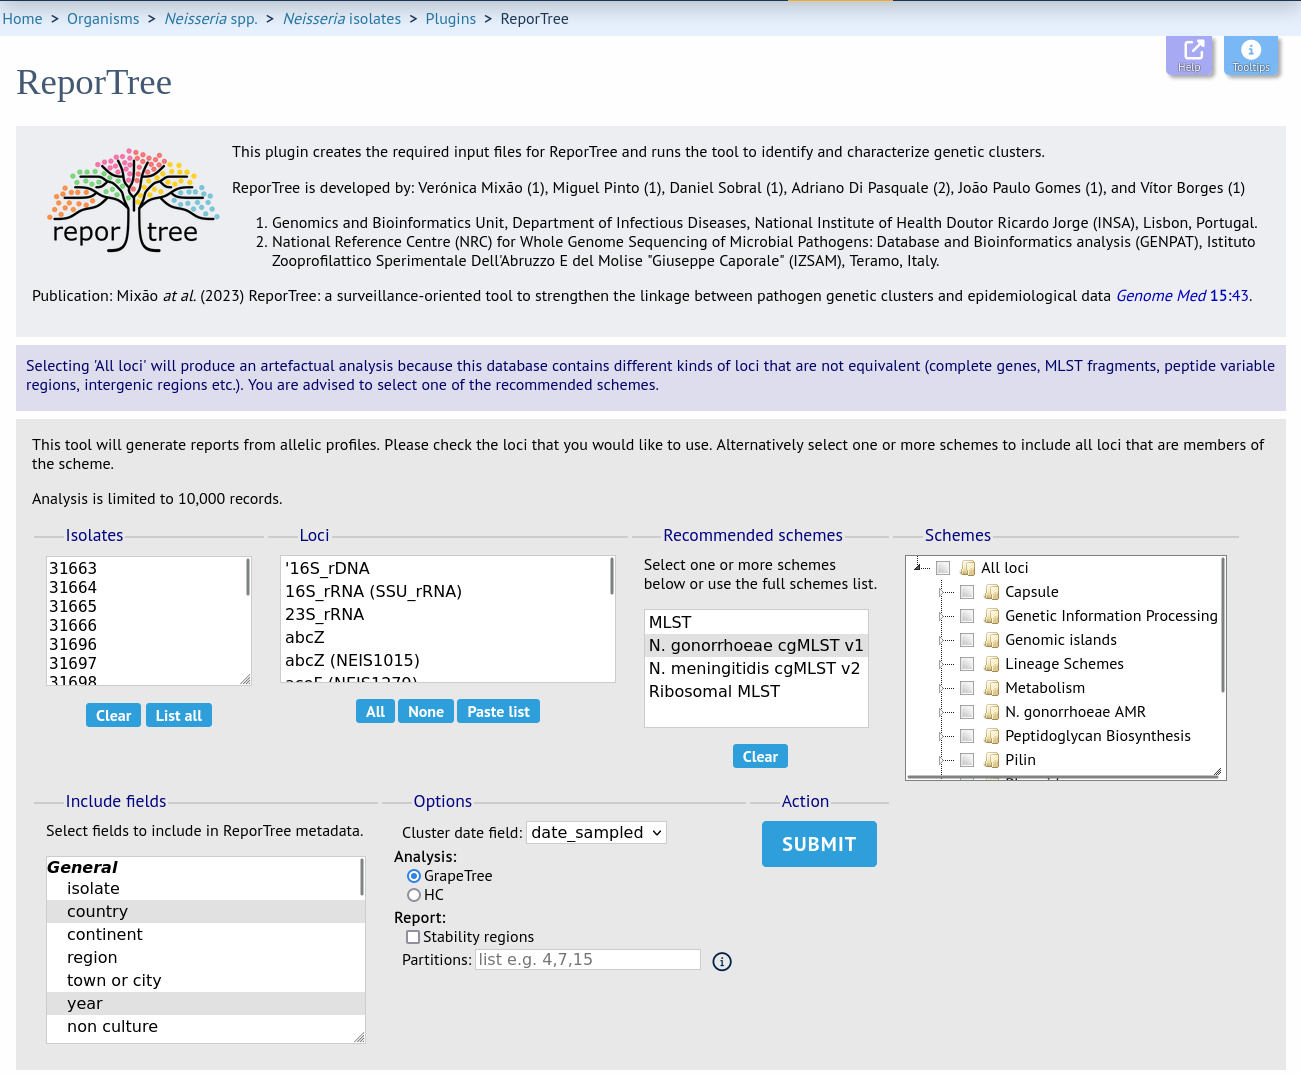 Home > Organisms > Neisseria spp. > Neisseria isolates > Plugins > ReporTree
Help
Tooltips
ReporTree
repor tree
This plugin creates the required input files for ReporTree and runs the tool to identify and characterize genetic clusters.
ReporTree is developed by: Verónica Mixão (1), Miguel Pinto (1), Daniel Sobral (1), Adriano Di Pasquale (2), João Paulo Gomes (1), and Vítor Borges (1)
1. Genomics and Bioinformatics Unit, Department of Infectious Diseases, National Institute of Health Doutor Ricardo Jorge (INSA), Lisbon, Portugal.
2. National Reference Centre (NRC) for Whole Genome Sequencing of Microbial Pathogens: Database and Bioinformatics analysis (GENPAT), Istituto
Zooprofilattico Sperimentale Dell'Abruzzo E del Molise "Giuseppe Caporale" (IZSAM), Teramo, Italy.
Publication: Mixão at al. (2023) ReporTree: a surveillance-oriented tool to strengthen the linkage between pathogen genetic clusters and epidemiological data Genome Med 15:43.
Selecting 'All loci' will produce an artefactual analysis because this database contains different kinds of loci that are not equivalent (complete genes, MLST fragments, peptide variable
regions, intergenic regions etc.). You are advised to select one of the recommended schemes.
This tool will generate reports from allelic profiles. Please check the loci that you would like to use. Alternatively select one or more schemes to include all loci that are members of
the scheme.
Analysis is limited to 10,000 records.
Isolates
31663
31664
31665
31666
31696
31697
31698
Clear
List all
Loci
'16S_rDNA
16S_rRNA (SSU_rRNA)
23S_rRNA
abcZ
abcZ (NEIS1015)
aceF (NEIS1279)
All
None
Paste list
Recommended schemes
Select one or more schemes
below or use the full schemes list.
MLST
N. gonorrhoeae cgMLST v1
N. meningitidis cgMLST v2
Ribosomal MLST
Clear
Schemes
All loci
Capsule
Genetic Information Processing
Genomic islands
Lineage Schemes
Metabolism
N. gonorrhoeae AMR
Peptidoglycan Biosynthesis
Pilin
Include fields
Select fields to include in ReporTree metadata.
General
isolate
country
continent
region
town or city
year
non culture
Options
Cluster date field: date_sampled
Analysis:
GrapeTree
HC
Report:
Stability regions
Partitions: list e.g. 4,7,15
Action
SUBMIT